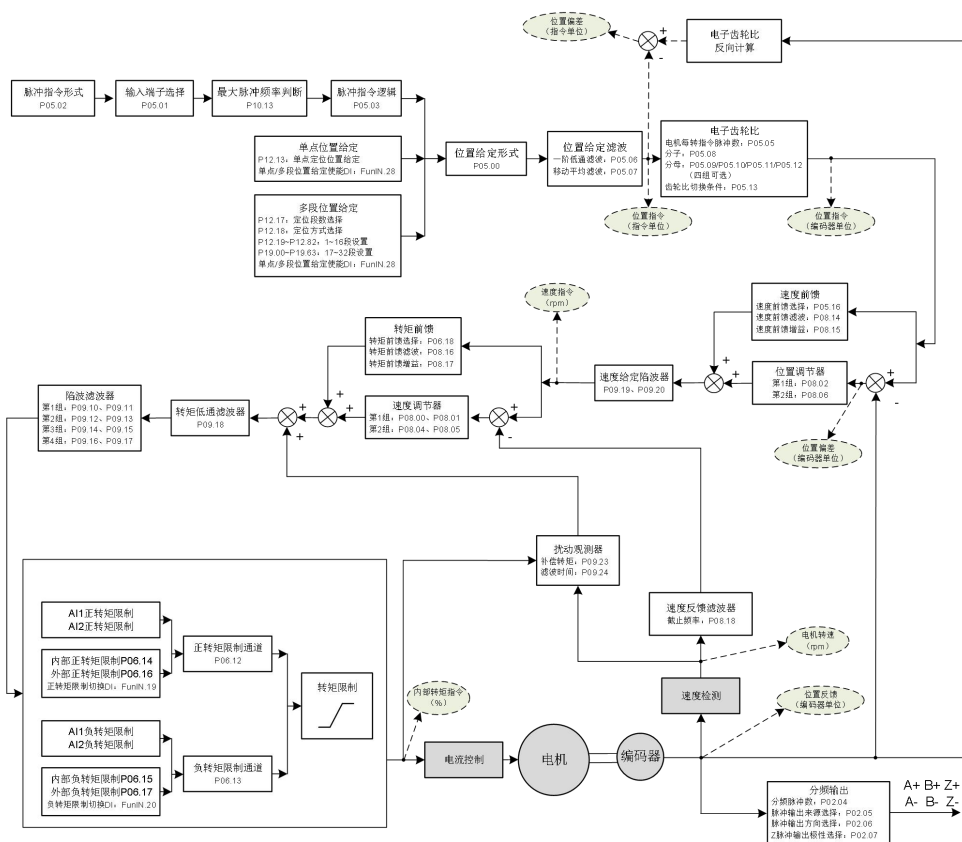 位置偏差
（指令单位）
+
-
电子齿轮比
反向计算
脉冲指令形式
P05.02
输入端子选择
P05.01
最大脉冲频率判断
P10.13
脉冲指令逻辑
P05.03
单点位置给定
P12.13：单点定位位置给定
单点/多段位置给定使能DI：FunIN.28
多段位置给定
P12.17：定位段数选择
P12.18：定位方式选择
P12.19~P12.82：1~16段设置
P19.00~P19.63：17~32段设置
单点/多段位置给定使能DI：FunIN.28
位置给定形式
P05.00
位置给定滤波
一阶低通滤波：P05.06
移动平均滤波：P05.07
电子齿轮比
电机每转指令脉冲数：P05.05
分子：P05.08
分母：P05.09/P05.10/P05.11/P05.12
（四组可选）
齿轮比切换条件：P05.13
位置指令
（指令单位）
位置指令
（编码器单位）
速度指令
（rpm）
速度前馈
速度前馈选择：P05.16
速度前馈滤波：P08.14
速度前馈增益：P08.15
转矩前馈
转矩前馈选择：P06.18
转矩前馈滤波：P08.16
转矩前馈增益：P08.17
陷波滤波器
第1组：P09.10、P09.11
第2组：P09.12、P09.13
第3组：P09.14、P09.15
第4组：P09.16、P09.17
转矩低通滤波器
P09.18
+
+
+
+
速度调节器
第1组：P08.00、P08.01
第2组：P08.04、P08.05
+
-
速度给定陷波器
P09.19、P09.20
+
+
位置调节器
第1组：P08.02
第2组：P08.06
+
-
位置偏差
（编码器单位）
扰动观测器
补偿转矩：P09.23
滤波时间：P09.24
速度反馈滤波器
截止频率：P08.18
电机转速
（rpm）
AI1正转矩限制
AI2正转矩限制
内部正转矩限制P06.14
外部正转矩限制P06.16
正转矩限制切换DI：FunIN.19
正转矩限制通道
P06.12
AI1负转矩限制
AI2负转矩限制
内部负转矩限制P06.15
外部负转矩限制P06.17
负转矩限制切换DI：FunIN.20
负转矩限制通道
P06.13
转矩限制
内部转矩指令
（%）
速度检测
位置反馈
（编码器单位）
电流控制
电机
编码器
分频输出
分频脉冲数：P02.04
脉冲输出来源选择：P02.05
脉冲输出方向选择：P02.06
Z脉冲输出极性选择：P02.07
A+ B+ Z+
A- B- Z-